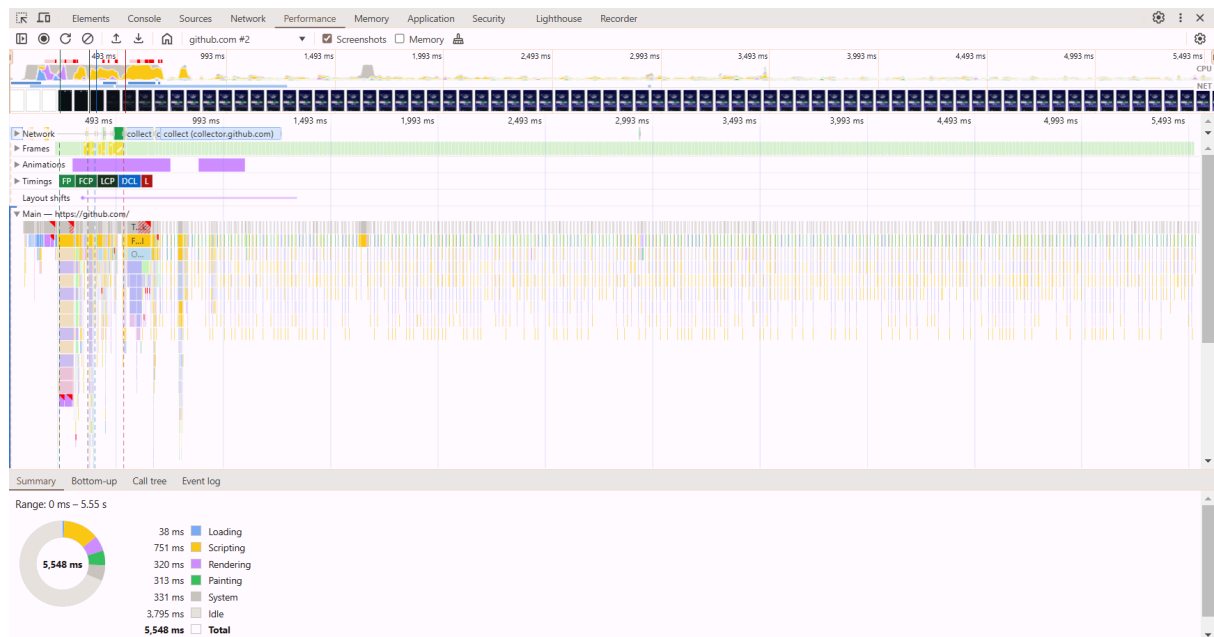 Elements Console Sources Network Performance Memory Application Security Lighthouse Recorder
github.com #2 Screenshots Memory
493 ms 993 ms 1,493 ms 1,993 ms 2,493 ms 2,993 ms 3,493 ms 3,993 ms 4,493 ms 4,993 ms 5,493 ms
CPU
NET
493 ms 993 ms 1,493 ms 1,993 ms 2,493 ms 2,993 ms 3,493 ms 3,993 ms 4,493 ms 4,993 ms 5,493 ms
Network collect (c collect (collector.github.com)
Frames
Animations
Timings FP FCP LCP DCL L
Layout shifts
Main — https://github.com/
T...k
F...l
O...
Summary Bottom-up Call tree Event log
Range: 0 ms – 5.55 s
38 ms Loading
751 ms Scripting
5,548 ms 320 ms Rendering
313 ms Painting
331 ms System
3,795 ms Idle
5,548 ms Total